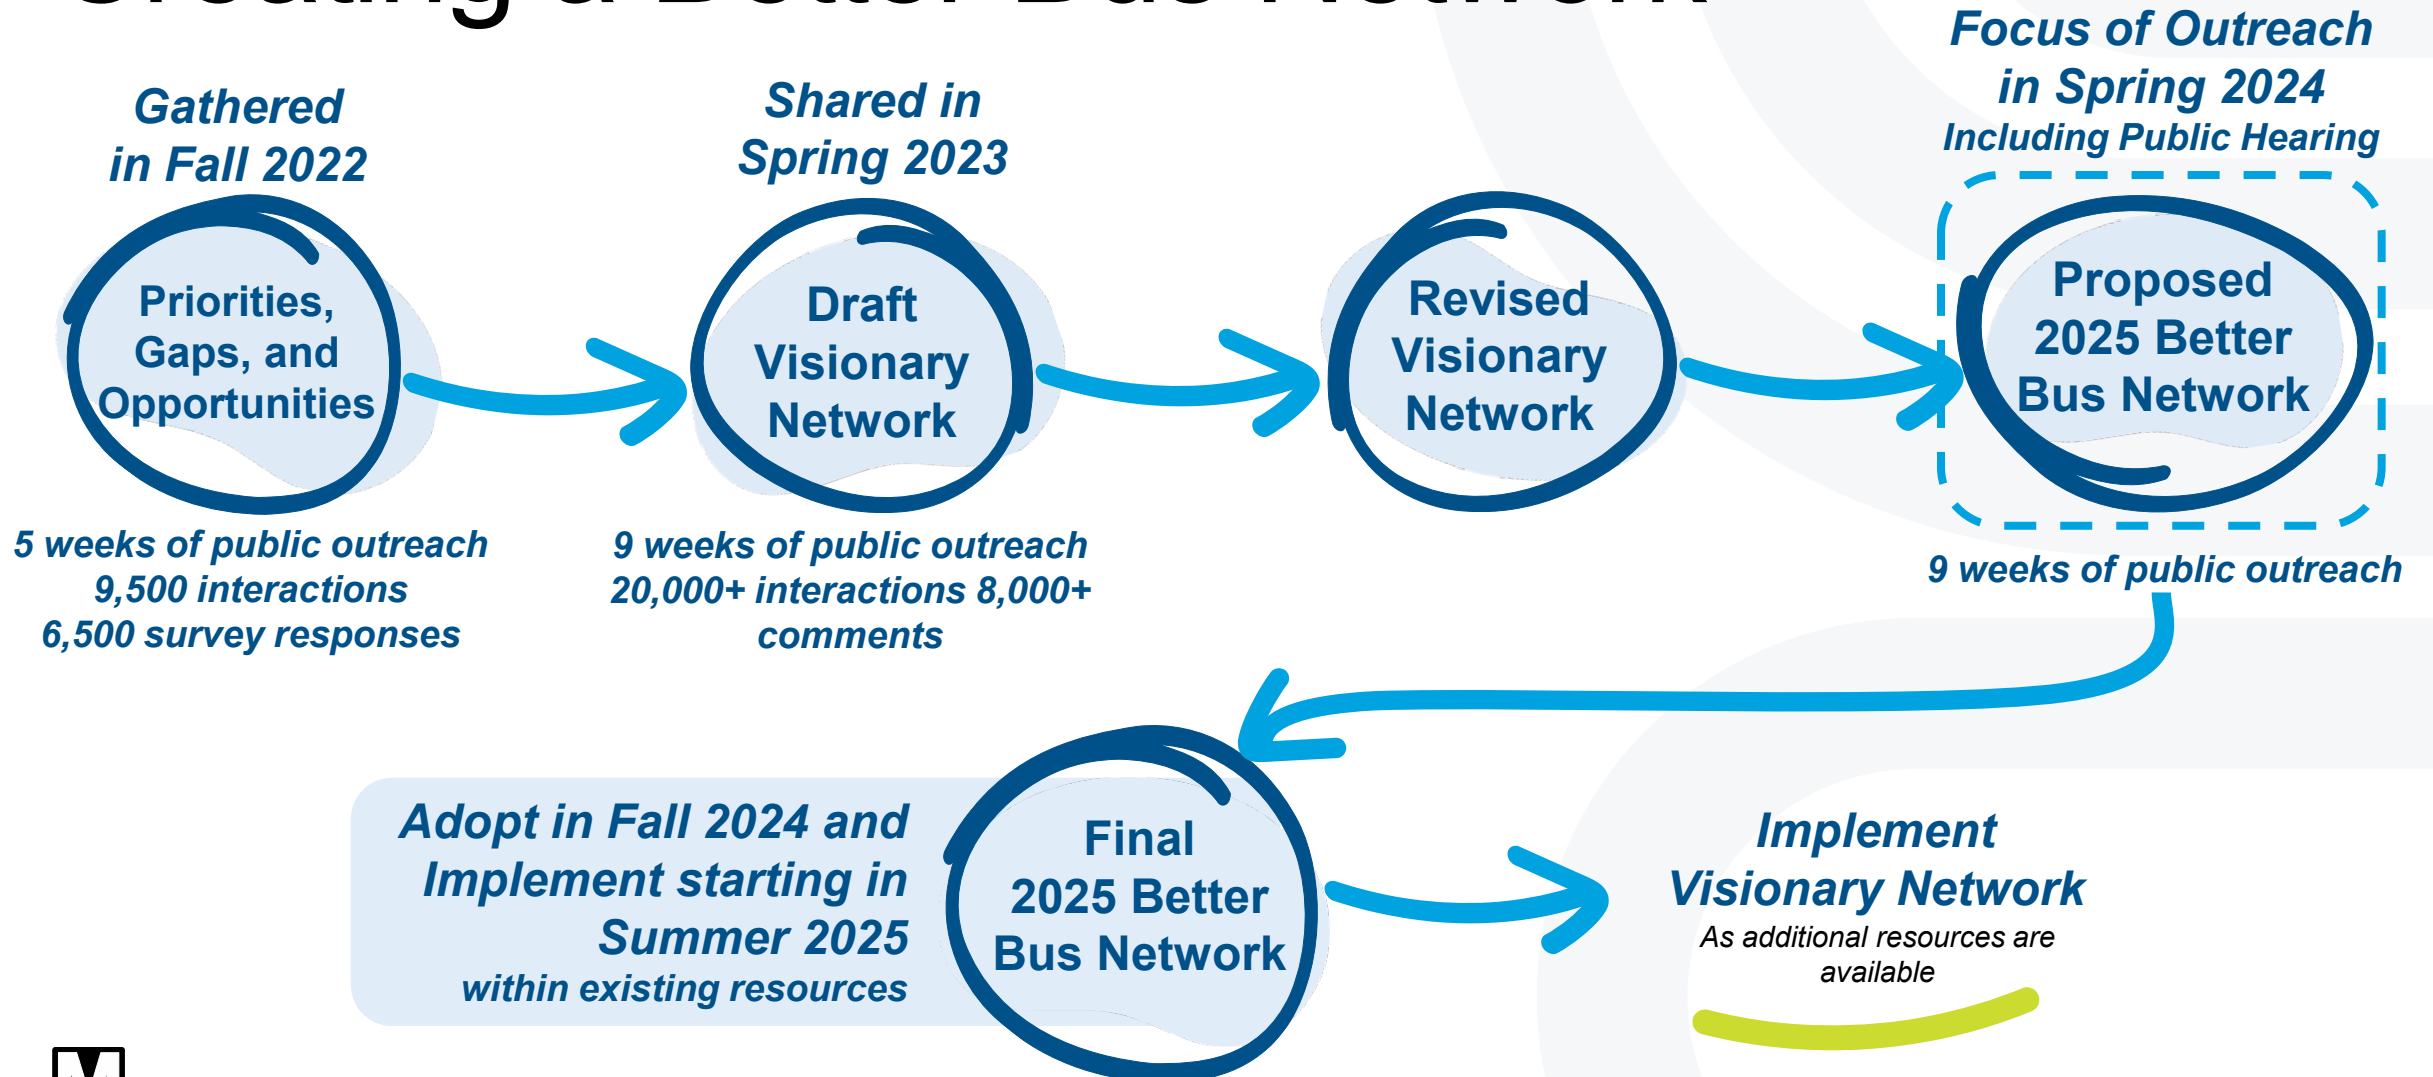 Creating a Better Bus Network
Gathered
in Fall 2022
Priorities,
Gaps, and
Opportunities
5 weeks of public outreach
9,500 interactions
6,500 survey responses
Shared in
Spring 2023
Draft
Visionary
Network
9 weeks of public outreach
20,000+ interactions 8,000+
comments
Revised
Visionary
Network
Focus of Outreach
in Spring 2024
Including Public Hearing
Proposed
2025 Better
Bus Network
9 weeks of public outreach
Adopt in Fall 2024 and
Implement starting in
Summer 2025
within existing resources
Final
2025 Better
Bus Network
Implement
Visionary Network
As additional resources are
available
M